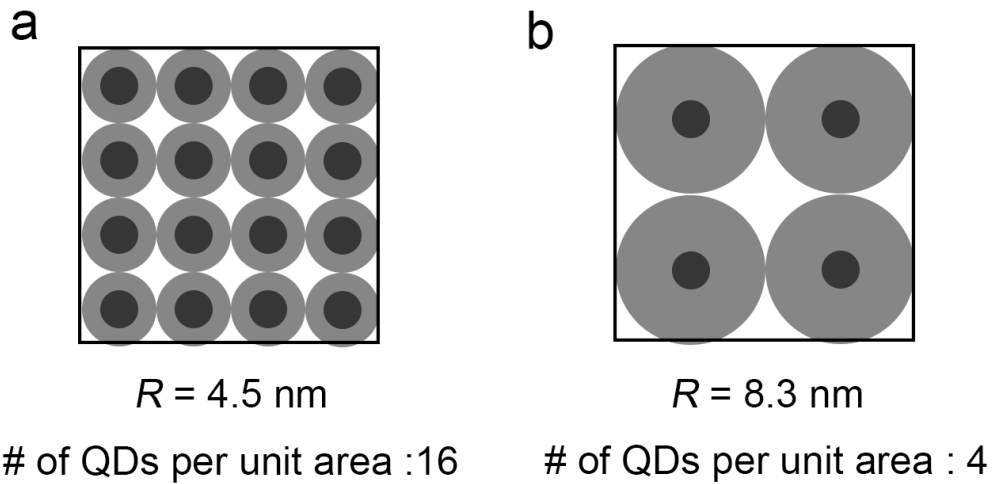 a
b
R = 4.5 nm
R = 8.3 nm
# of QDs per unit area :16
# of QDs per unit area : 4